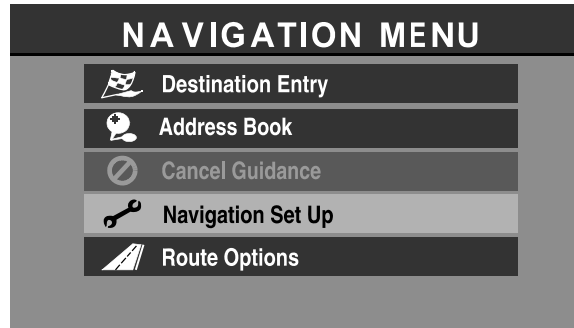 NAVIGATION MENU
Destination Entry
Address Book
Cancel Guidance
Navigation Set Up
Route Options